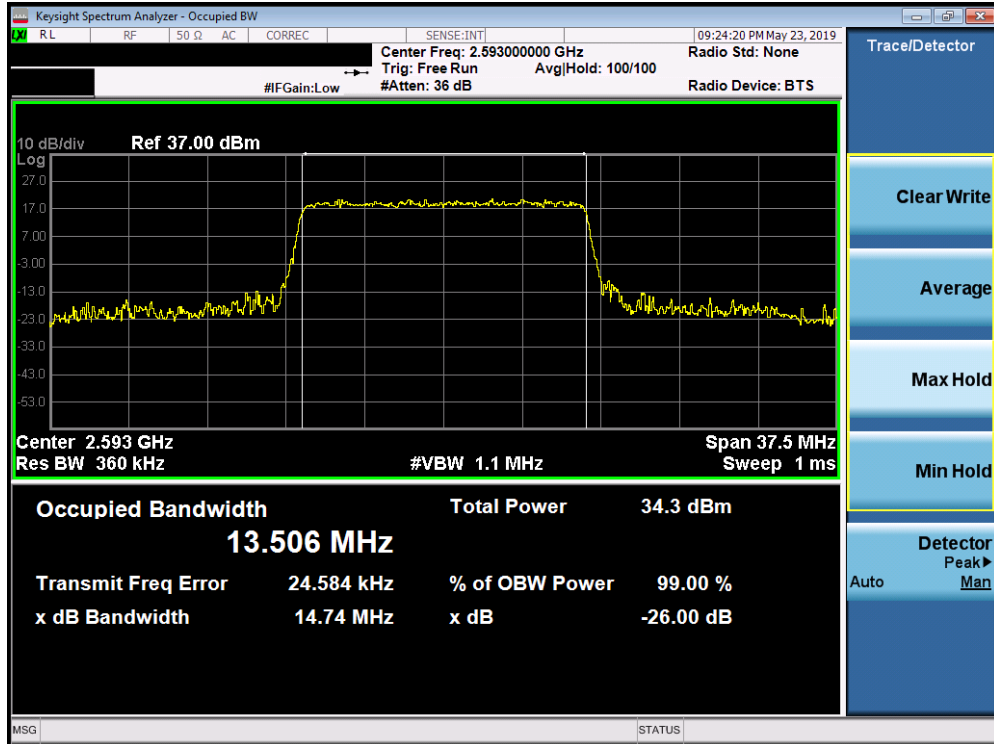 Keysight Spectrum Analyzer - Occupied BW
LXI RL RF 50 Ω AC CORREC SENSE:INT 09:24:20 PM May 23, 2019
Center Freq: 2.593000000 GHz Radio Std: None
Trig: Free Run Avg|Hold: 100/100
#IFGain:Low #Atten: 36 dB Radio Device: BTS
10 dB/div Ref 37.00 dBm
Log
27.0
17.0
7.00
-3.00
-13.0
-23.0
-33.0
-43.0
-53.0
Center 2.593 GHz Span 37.5 MHz
Res BW 360 kHz #VBW 1.1 MHz Sweep 1 ms
Occupied Bandwidth Total Power 34.3 dBm
13.506 MHz
Transmit Freq Error 24.584 kHz % of OBW Power 99.00 %
x dB Bandwidth 14.74 MHz x dB -26.00 dB
MSG STATUS
Trace/Detector
Clear Write
Average
Max Hold
Min Hold
Detector
Peak▶
Auto Man